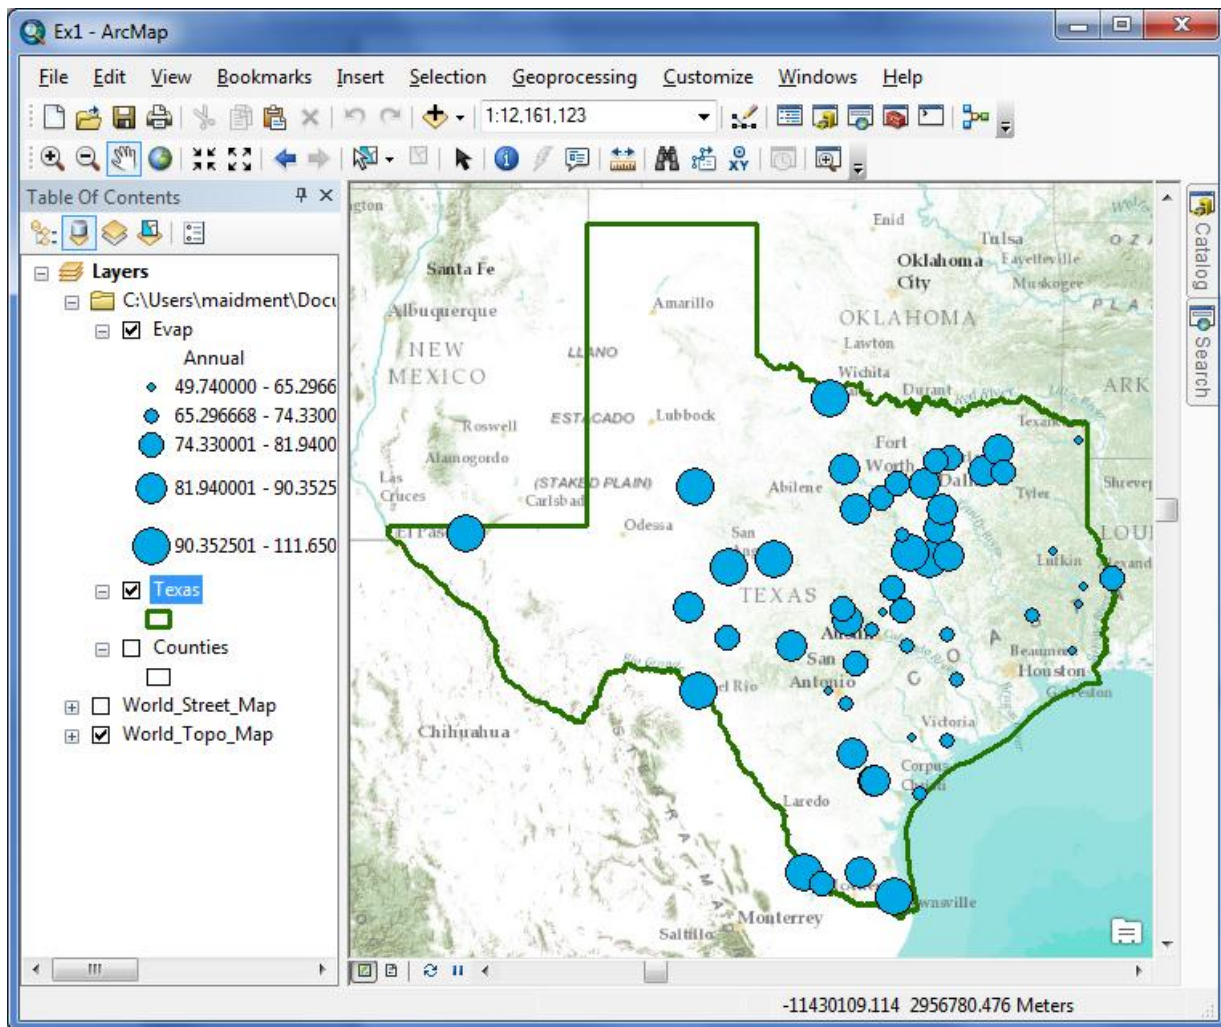 Ex1 - ArcMap
File Edit View Bookmarks Insert Selection Geoprocessing Customize Windows Help
1:12,161,123
Table Of Contents
Layers
C:\Users\maidment\Docu
Evap
Annual
49.740000 - 65.2966
65.296668 - 74.3300
74.330001 - 81.9400
81.940001 - 90.3525
90.352501 - 111.650
Texas
Counties
World_Street_Map
World_Topo_Map
Catalog
Search
XY
Enid
Tulsa
Santa Fe
Oklahoma City
Fayetteville
Muskogee
Albuquerque
Amarillo
OKLAHOMA
NEW MEXICO
LLANO
Lawton
Wichita
Durant
Red River
ARK
ESTACADO
Lubbock
Roswell
Fort Worth
Alamogordo
(STAKED PLAIN)
Abilene
Las Cruces
Carlsbad
Tyler
Odessa
San
LOUI
Lufkin
TEXAS
San Antonio
Beaumont
Houston
Galveston
Victoria
Chihuahua
Corpus Christi
Laredo
Monterrey
Saltillo
-11430109.114 2956780.476 Meters